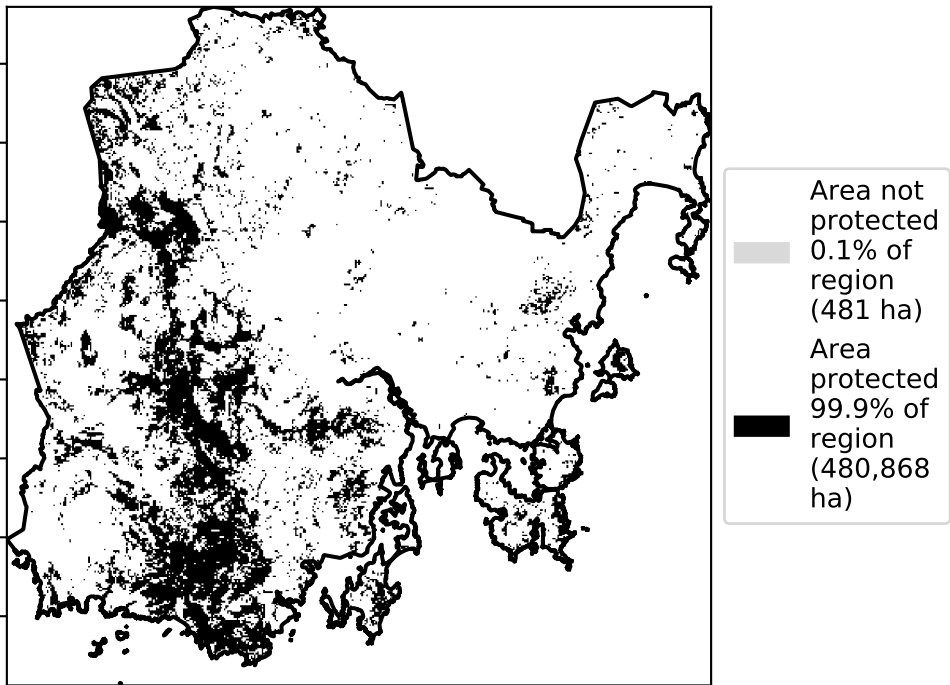 Area not
protected
0.1% of
region
(481 ha)
Area
protected
99.9% of
region
(480,868
ha)